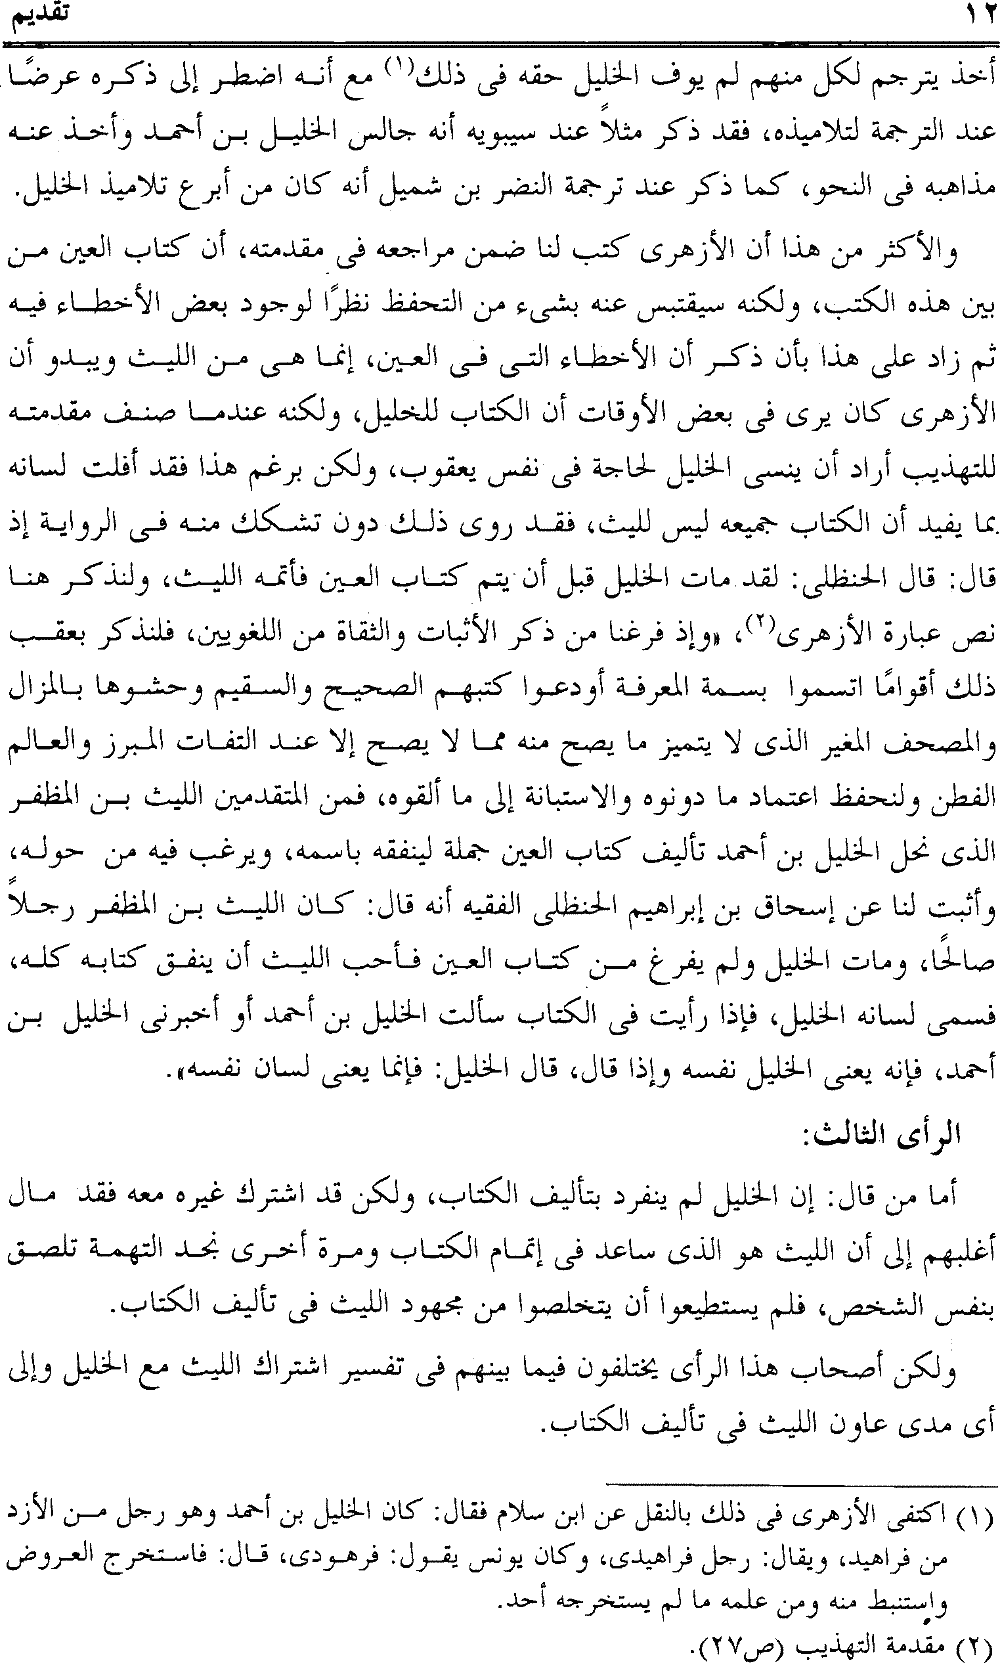 ١٢ تقديم
أخذ يترجم لكل منهم لم يوف الخليل حقه فى ذلك(١) مع أنه اضطر إلى ذكره عرضًا
عند الترجمة لتلاميذه، فقد ذكر مثلاً عند سيبويه أنه جالس الخليل بن أحمد وأخذ عنه
مذاهبه فى النحو، كما ذكر عند ترجمة النضر بن شميل أنه كان من أبرع تلاميذ الخليل.
والأكثر من هذا أن الأزهرى كتب لنا ضمن مراجعه فى مقدمته، أن كتاب العين من
بين هذه الكتب، ولكنه سيقتبس عنه بشىء من التحفظ نظرًا لوجود بعض الأخطاء فيه
ثم زاد على هذا بأن ذكر أن الأخطاء التى فى العين، إنما هى من الليث ويبدو أن
الأزهرى كان يرى فى بعض الأوقات أن الكتاب للخليل، ولكنه عندما صنف مقدمته
للتهذيب أراد أن ينسى الخليل لحاجة فى نفس يعقوب، ولكن برغم هذا فقد أفلت لسانه
بما يفيد أن الكتاب جميعه ليس لليث، فقد روى ذلك دون تشكك منه فى الرواية إذ
قال: قال الحنظلى: لقد مات الخليل قبل أن يتم كتاب العين فأتمه الليث، ولنذكر هنا
نص عبارة الأزهرى(٢)، «وإذ فرغنا من ذكر الأثبات والثقاة من اللغويين، فلنذكر بعقب
ذلك أقوامًا اتسموا بسمة المعرفة أودعوا كتبهم الصحيح والسقيم وحشوها بالمزال
والمصحف المغير الذى لا يتميز ما يصح منه مما لا يصح إلا عند التفات المبرز والعالم
الفطن ولنحفظ اعتماد ما دونوه والاستبانة إلى ما ألقوه، فمن المتقدمين الليث بن المظفر
الذى نحل الخليل بن أحمد تأليف كتاب العين جملة لينفقه باسمه، ويرغب فيه من حوله،
وأثبت لنا عن إسحاق بن إبراهيم الحنظلى الفقيه أنه قال: كان الليث بن المظفر رجلاً
صالحًا، ومات الخليل ولم يفرغ من كتاب العين فأحب الليث أن ينفق كتابه كله،
فسمى لسانه الخليل، فإذا رأيت فى الكتاب سألت الخليل بن أحمد أو أخبرنى الخليل بن
أحمد، فإنه يعنى الخليل نفسه وإذا قال، قال الخليل: فإنما يعنى لسان نفسه».
الرأى الثالث:
أما من قال: إن الخليل لم ينفرد بتأليف الكتاب، ولكن قد اشترك غيره معه فقد مال
أغلبهم إلى أن الليث هو الذى ساعد فى إتمام الكتاب ومرة أخرى نجد التهمة تلصق
بنفس الشخص، فلم يستطيعوا أن يتخلصوا من مجهود الليث فى تأليف الكتاب.
ولكن أصحاب هذا الرأى يختلفون فيما بينهم فى تفسير اشتراك الليث مع الخليل وإلى
أى مدى عاون الليث فى تأليف الكتاب.
(١) اكتفى الأزهرى فى ذلك بالنقل عن ابن سلام فقال: كان الخليل بن أحمد وهو رجل من الأزد
من فراهيد، ويقال: رجل فراهيدى، وكان يونس يقول: فرهودى، قال: فاستخرج العروض
واستنبط منه ومن علمه ما لم يستخرجه أحد.
(٢) مقدمة التهذيب (ص٢٧).